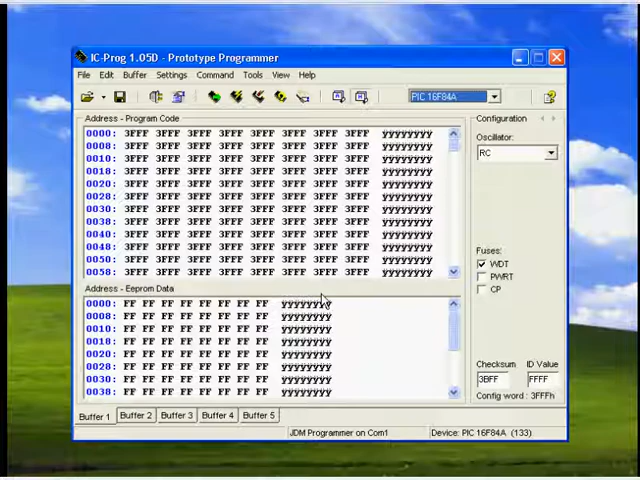 IC-Prog 1.05D - Prototype Programmer
File Edit Buffer Settings Command Tools View Help
PIC 16F84A
Address - Program Code
0000: 3FFF 3FFF 3FFF 3FFF 3FFF 3FFF 3FFF 3FFF ÿÿÿÿÿÿÿÿ
0008: 3FFF 3FFF 3FFF 3FFF 3FFF 3FFF 3FFF 3FFF ÿÿÿÿÿÿÿÿ
0010: 3FFF 3FFF 3FFF 3FFF 3FFF 3FFF 3FFF 3FFF ÿÿÿÿÿÿÿÿ
0018: 3FFF 3FFF 3FFF 3FFF 3FFF 3FFF 3FFF 3FFF ÿÿÿÿÿÿÿÿ
0020: 3FFF 3FFF 3FFF 3FFF 3FFF 3FFF 3FFF 3FFF ÿÿÿÿÿÿÿÿ
0028: 3FFF 3FFF 3FFF 3FFF 3FFF 3FFF 3FFF 3FFF ÿÿÿÿÿÿÿÿ
0030: 3FFF 3FFF 3FFF 3FFF 3FFF 3FFF 3FFF 3FFF ÿÿÿÿÿÿÿÿ
0038: 3FFF 3FFF 3FFF 3FFF 3FFF 3FFF 3FFF 3FFF ÿÿÿÿÿÿÿÿ
0040: 3FFF 3FFF 3FFF 3FFF 3FFF 3FFF 3FFF 3FFF ÿÿÿÿÿÿÿÿ
0048: 3FFF 3FFF 3FFF 3FFF 3FFF 3FFF 3FFF 3FFF ÿÿÿÿÿÿÿÿ
0050: 3FFF 3FFF 3FFF 3FFF 3FFF 3FFF 3FFF 3FFF ÿÿÿÿÿÿÿÿ
0058: 3FFF 3FFF 3FFF 3FFF 3FFF 3FFF 3FFF 3FFF ÿÿÿÿÿÿÿÿ
Address - Eeprom Data
0000: FF FF FF FF FF FF FF FF ÿÿÿÿÿÿÿÿ
0008: FF FF FF FF FF FF FF FF ÿÿÿÿÿÿÿÿ
0010: FF FF FF FF FF FF FF FF ÿÿÿÿÿÿÿÿ
0018: FF FF FF FF FF FF FF FF ÿÿÿÿÿÿÿÿ
0020: FF FF FF FF FF FF FF FF ÿÿÿÿÿÿÿÿ
0028: FF FF FF FF FF FF FF FF ÿÿÿÿÿÿÿÿ
0030: FF FF FF FF FF FF FF FF ÿÿÿÿÿÿÿÿ
0038: FF FF FF FF FF FF FF FF ÿÿÿÿÿÿÿÿ
Configuration
Oscillator:
RC
Fuses:
WDT
PWRT
CP
Checksum ID Value
3BFF FFFF
Config word : 3FFFh
Buffer 1 Buffer 2 Buffer 3 Buffer 4 Buffer 5
JDM Programmer on Com1 Device: PIC 16F84A (133)